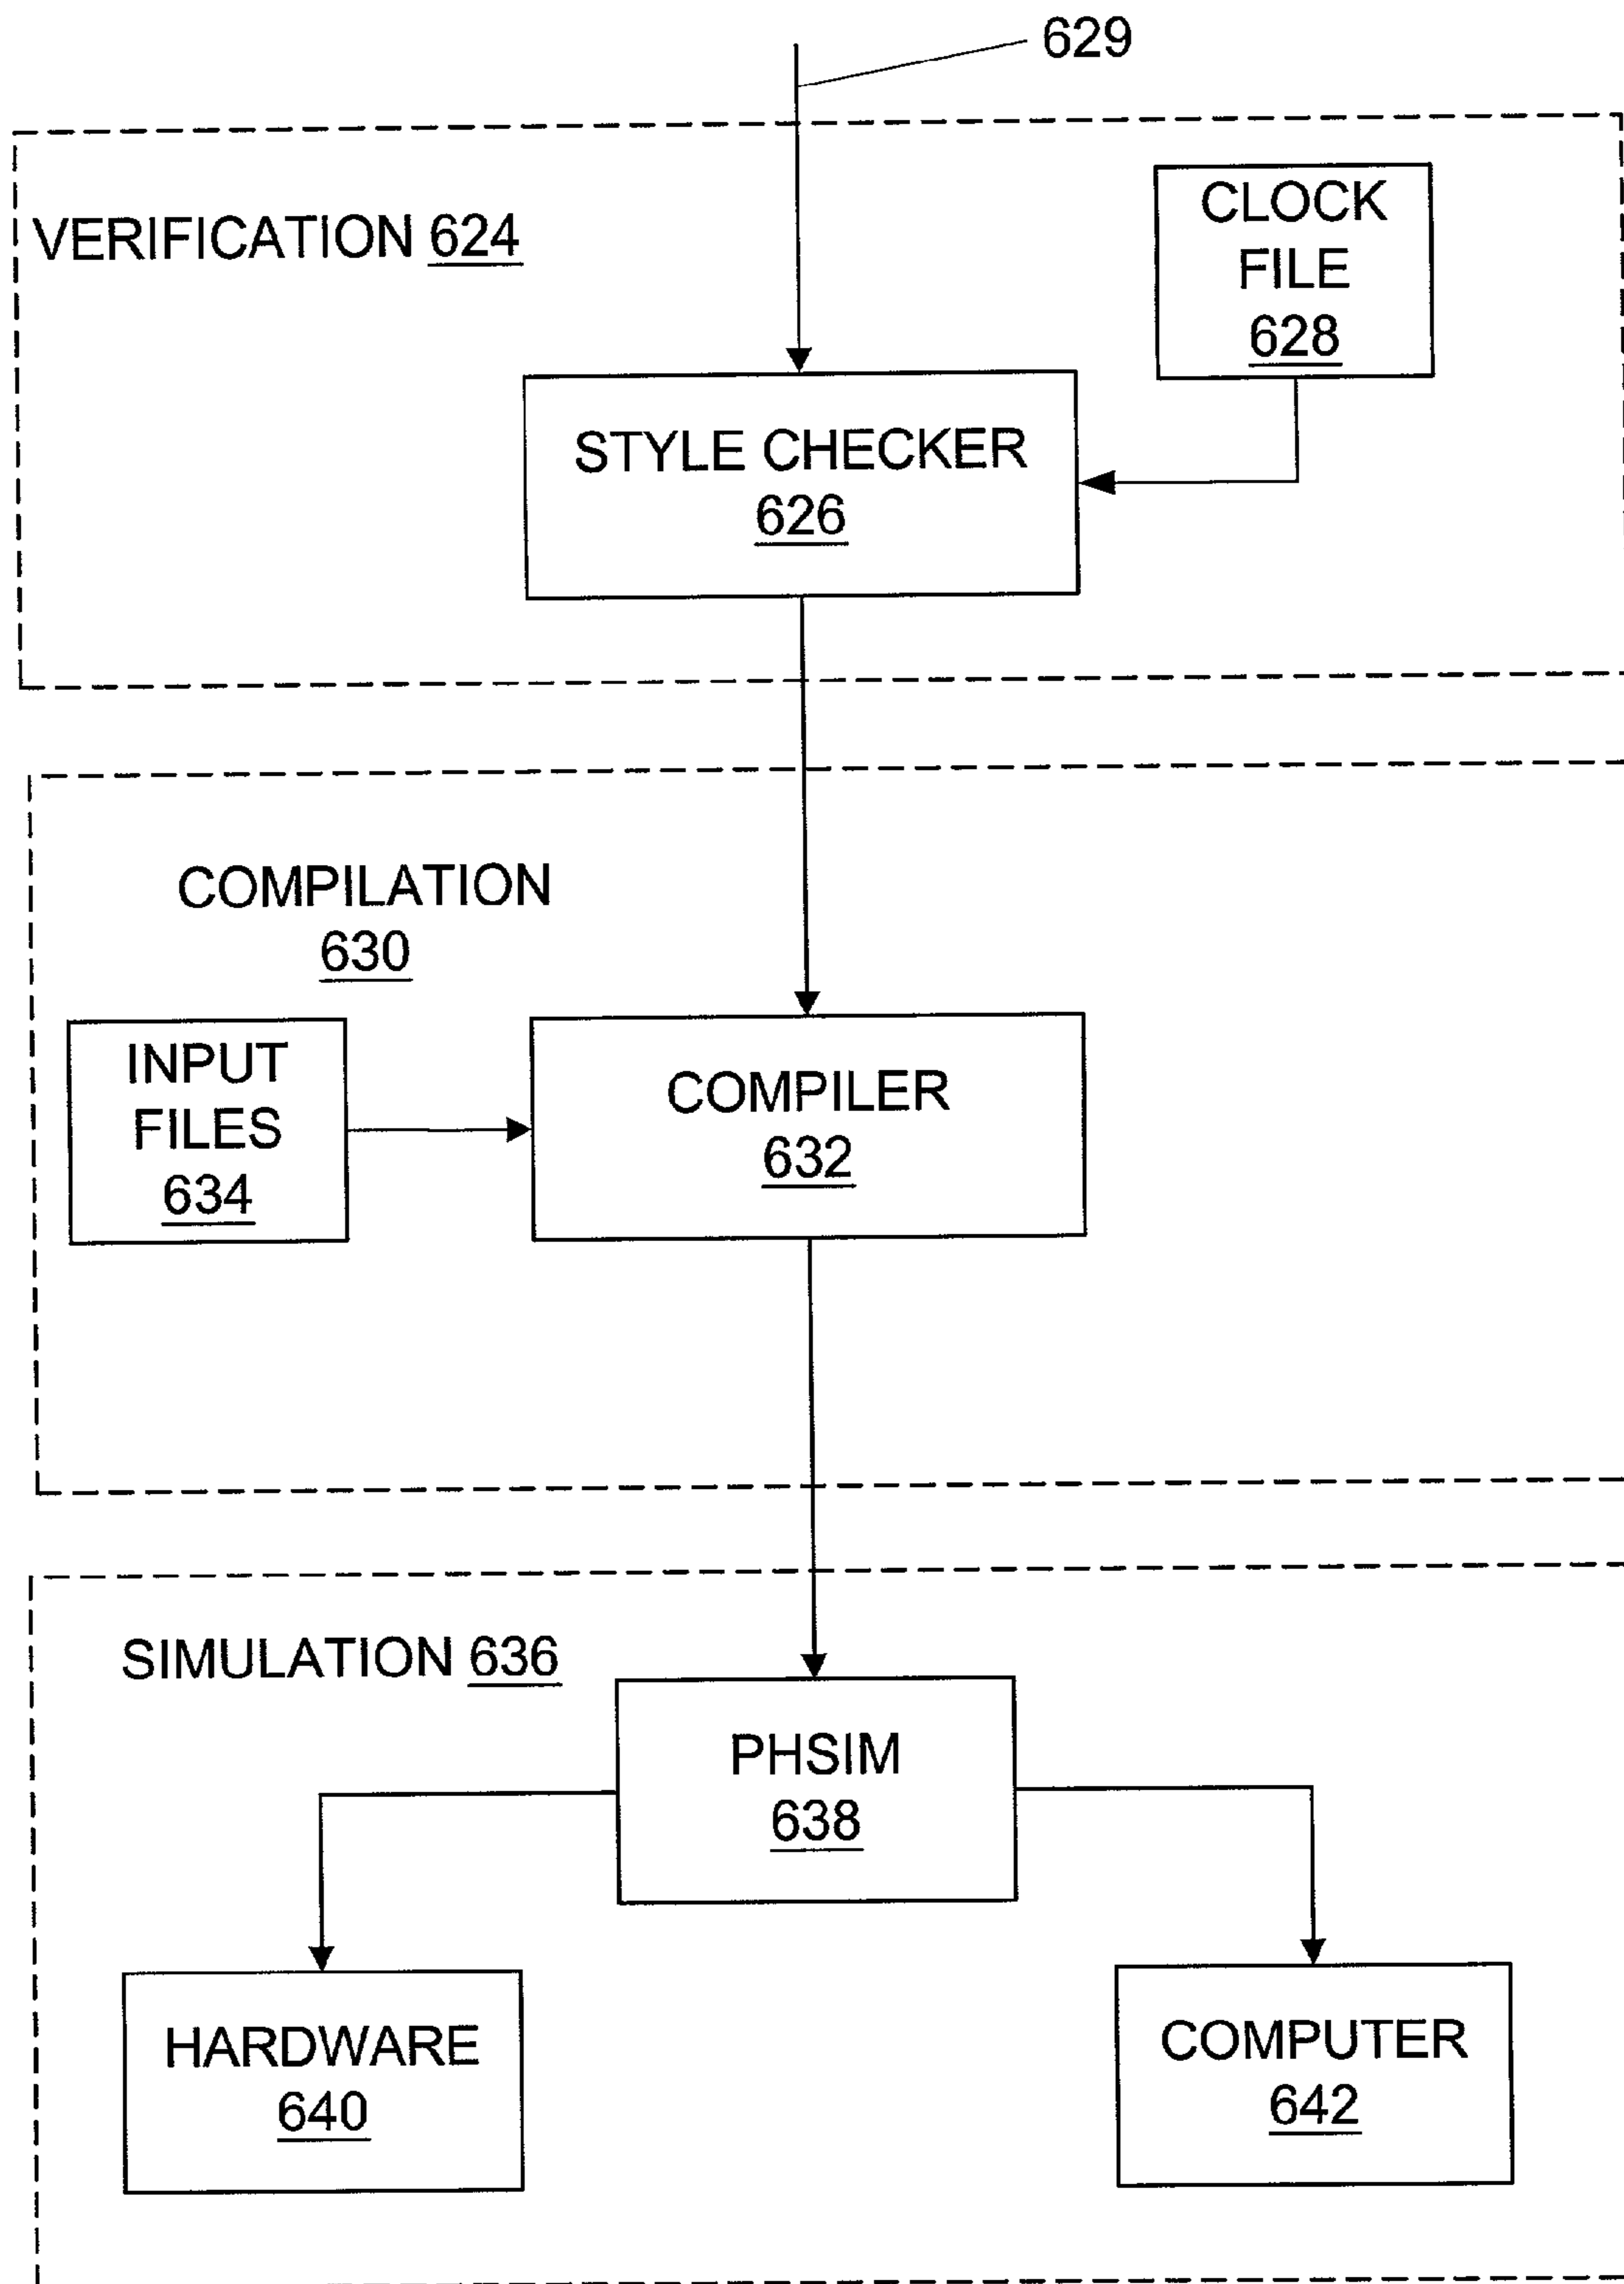 629
VERIFICATION 624
CLOCK
FILE
628
STYLE CHECKER
626
COMPILATION
630
INPUT
FILES
634
COMPILER
632
SIMULATION 636
PHSIM
638
HARDWARE
640
COMPUTER
642